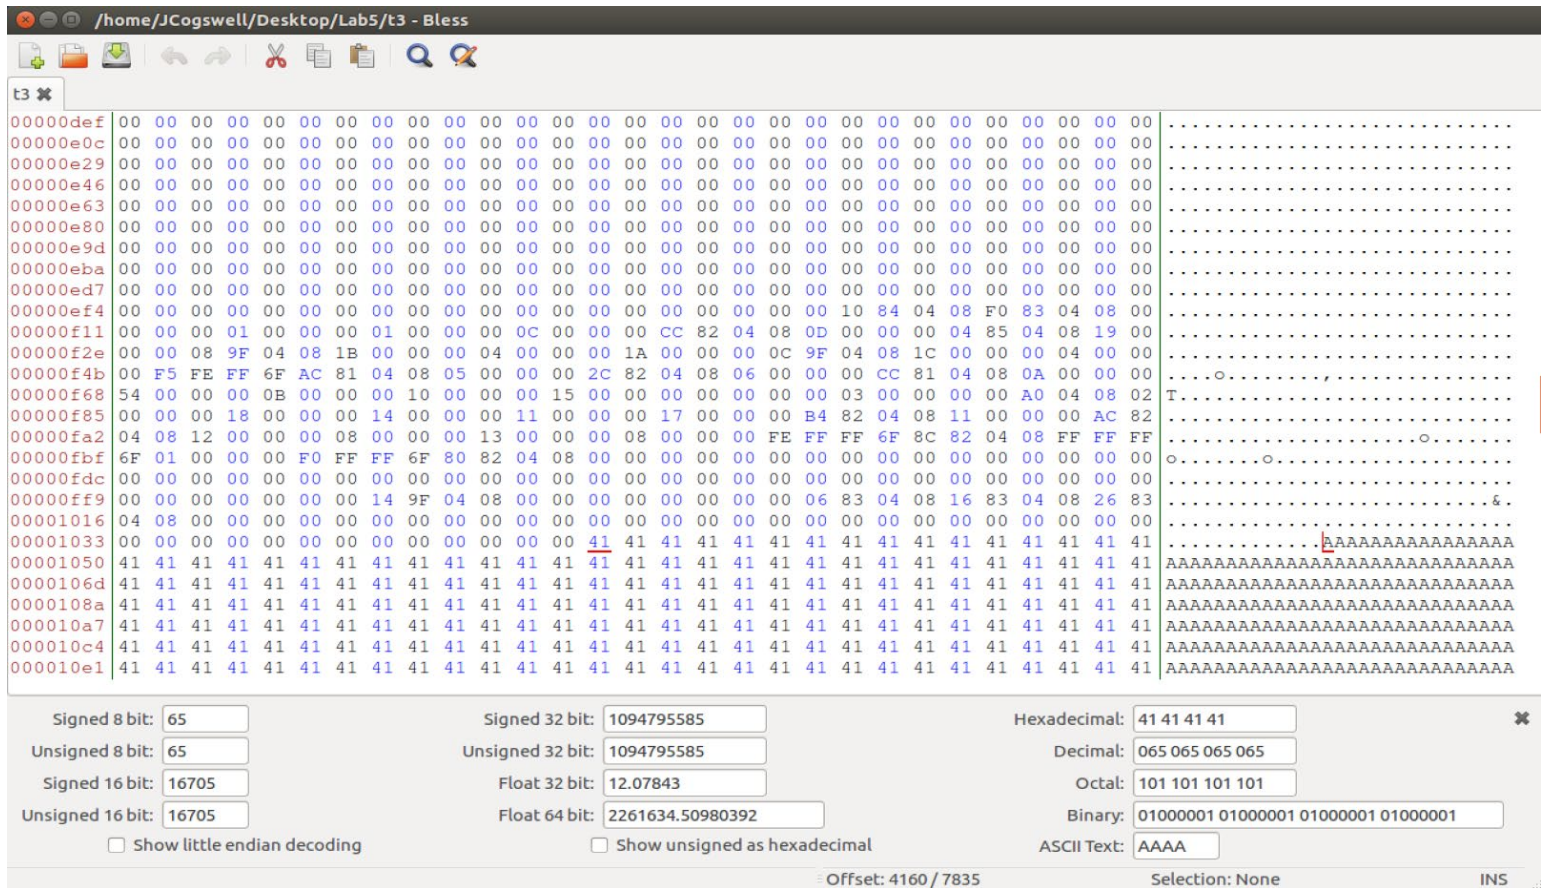 /home/JCogswell/Desktop/Lab5/t3 - Bless
t3
00000def 00 00 00 00 00 00 00 00 00 00 00 00 00 00 00 00 00 00 00 00 00 00 00 00 00 00 00 00 00 .............................
00000e0c 00 00 00 00 00 00 00 00 00 00 00 00 00 00 00 00 00 00 00 00 00 00 00 00 00 00 00 00 00 .............................
00000e29 00 00 00 00 00 00 00 00 00 00 00 00 00 00 00 00 00 00 00 00 00 00 00 00 00 00 00 00 00 .............................
00000e46 00 00 00 00 00 00 00 00 00 00 00 00 00 00 00 00 00 00 00 00 00 00 00 00 00 00 00 00 00 .............................
00000e63 00 00 00 00 00 00 00 00 00 00 00 00 00 00 00 00 00 00 00 00 00 00 00 00 00 00 00 00 00 .............................
00000e80 00 00 00 00 00 00 00 00 00 00 00 00 00 00 00 00 00 00 00 00 00 00 00 00 00 00 00 00 00 .............................
00000e9d 00 00 00 00 00 00 00 00 00 00 00 00 00 00 00 00 00 00 00 00 00 00 00 00 00 00 00 00 00 .............................
00000eba 00 00 00 00 00 00 00 00 00 00 00 00 00 00 00 00 00 00 00 00 00 00 00 00 00 00 00 00 00 .............................
00000ed7 00 00 00 00 00 00 00 00 00 00 00 00 00 00 00 00 00 00 00 00 00 00 00 00 00 00 00 00 00 .............................
00000ef4 00 00 00 00 00 00 00 00 00 00 00 00 00 00 00 00 00 00 00 00 10 84 04 08 F0 83 04 08 00 .............................
00000f11 00 00 00 01 00 00 00 01 00 00 00 0C 00 00 00 CC 82 04 08 0D 00 00 00 04 85 04 08 19 00 .............................
00000f2e 00 00 08 9F 04 08 1B 00 00 00 04 00 00 00 1A 00 00 00 0C 9F 04 08 1C 00 00 00 04 00 00 .............................
00000f4b 00 F5 FE FF 6F AC 81 04 08 05 00 00 00 2C 82 04 08 06 00 00 00 CC 81 04 08 0A 00 00 00 ....o........,...............
00000f68 54 00 00 00 0B 00 00 00 10 00 00 00 15 00 00 00 00 00 00 00 03 00 00 00 00 A0 04 08 02 T............................
00000f85 00 00 00 18 00 00 00 14 00 00 00 11 00 00 00 17 00 00 00 B4 82 04 08 11 00 00 00 AC 82 .............................
00000fa2 04 08 12 00 00 00 08 00 00 00 13 00 00 00 08 00 00 00 FE FF FF 6F 8C 82 04 08 FF FF FF .....................o.......
00000fbf 6F 01 00 00 00 F0 FF FF 6F 80 82 04 08 00 00 00 00 00 00 00 00 00 00 00 00 00 00 00 00 o.......o....................
00000fdc 00 00 00 00 00 00 00 00 00 00 00 00 00 00 00 00 00 00 00 00 00 00 00 00 00 00 00 00 00 .............................
00000ff9 00 00 00 00 00 00 00 14 9F 04 08 00 00 00 00 00 00 00 00 06 83 04 08 16 83 04 08 26 83 ...........................&.
00001016 04 08 00 00 00 00 00 00 00 00 00 00 00 00 00 00 00 00 00 00 00 00 00 00 00 00 00 00 00 .............................
00001033 00 00 00 00 00 00 00 00 00 00 00 00 00 41 41 41 41 41 41 41 41 41 41 41 41 41 41 41 41 .............AAAAAAAAAAAAAAAA
00001050 41 41 41 41 41 41 41 41 41 41 41 41 41 41 41 41 41 41 41 41 41 41 41 41 41 41 41 41 41 AAAAAAAAAAAAAAAAAAAAAAAAAAAAA
0000106d 41 41 41 41 41 41 41 41 41 41 41 41 41 41 41 41 41 41 41 41 41 41 41 41 41 41 41 41 41 AAAAAAAAAAAAAAAAAAAAAAAAAAAAA
0000108a 41 41 41 41 41 41 41 41 41 41 41 41 41 41 41 41 41 41 41 41 41 41 41 41 41 41 41 41 41 AAAAAAAAAAAAAAAAAAAAAAAAAAAAA
000010a7 41 41 41 41 41 41 41 41 41 41 41 41 41 41 41 41 41 41 41 41 41 41 41 41 41 41 41 41 41 AAAAAAAAAAAAAAAAAAAAAAAAAAAAA
000010c4 41 41 41 41 41 41 41 41 41 41 41 41 41 41 41 41 41 41 41 41 41 41 41 41 41 41 41 41 41 AAAAAAAAAAAAAAAAAAAAAAAAAAAAA
000010e1 41 41 41 41 41 41 41 41 41 41 41 41 41 41 41 41 41 41 41 41 41 41 41 41 41 41 41 41 41 AAAAAAAAAAAAAAAAAAAAAAAAAAAAA
Signed 8 bit: 65 Signed 32 bit: 1094795585 Hexadecimal: 41 41 41 41
Unsigned 8 bit: 65 Unsigned 32 bit: 1094795585 Decimal: 065 065 065 065
Signed 16 bit: 16705 Float 32 bit: 12.07843 Octal: 101 101 101 101
Unsigned 16 bit: 16705 Float 64 bit: 2261634.50980392 Binary: 01000001 01000001 01000001 01000001
Show little endian decoding Show unsigned as hexadecimal ASCII Text: AAAA
Offset: 4160 / 7835 Selection: None INS